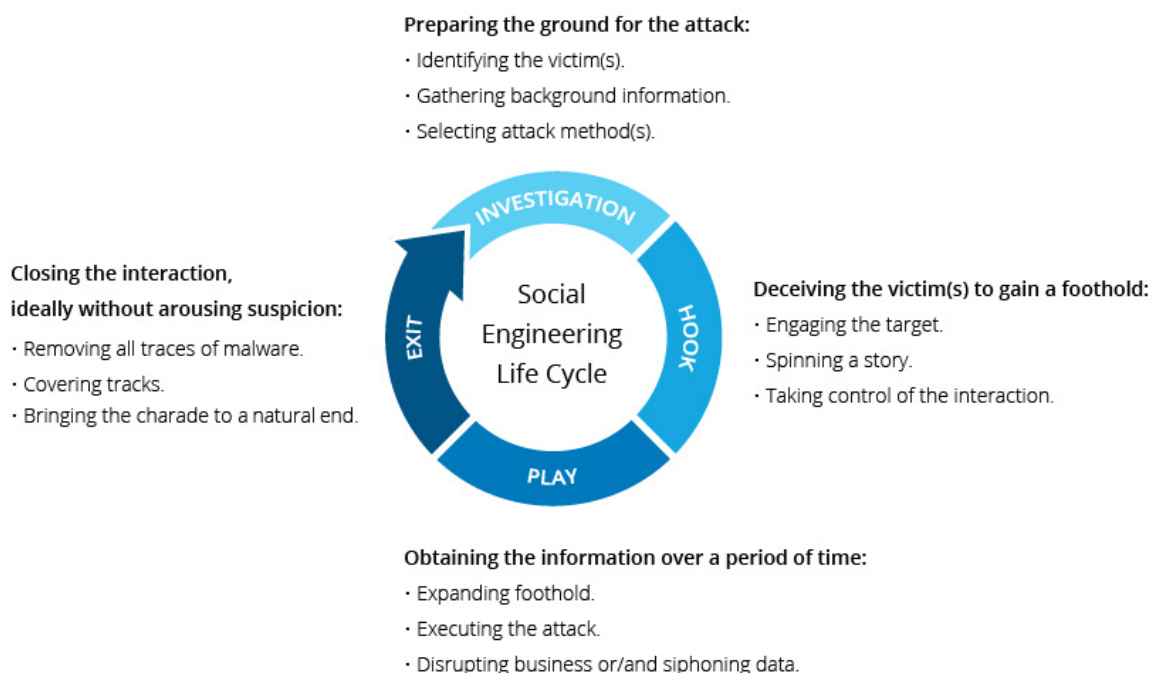 Preparing the ground for the attack:
· Identifying the victim(s).
· Gathering background information.
· Selecting attack method(s).
INVESTIGATION
HOOK
PLAY
EXIT
Social
Engineering
Life Cycle
Deceiving the victim(s) to gain a foothold:
· Engaging the target.
· Spinning a story.
· Taking control of the interaction.
Obtaining the information over a period of time:
· Expanding foothold.
· Executing the attack.
· Disrupting business or/and siphoning data.
Closing the interaction,
ideally without arousing suspicion:
· Removing all traces of malware.
· Covering tracks.
· Bringing the charade to a natural end.